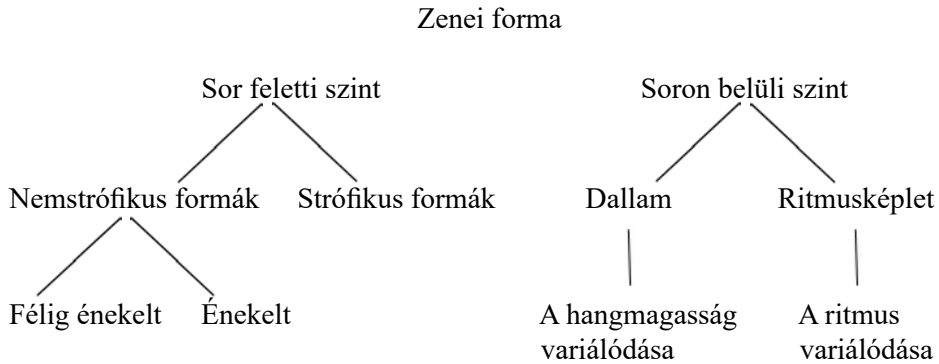 Zenei forma
Sor feletti szint
Soron belüli szint
Nemstrófikus formák
Strófikus formák
Dallam
Ritmusképlet
Félig énekelt
Énekelt
A hangmagasság
variálódása
A ritmus
variálódása